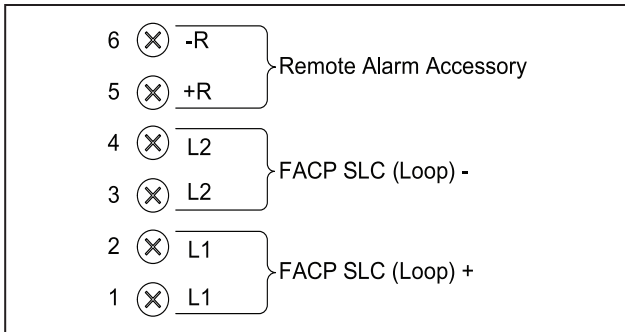 6 -R
Remote Alarm Accessory
5 +R
4 L2
FACP SLC (Loop) -
3 L2
2 L1
FACP SLC (Loop) +
1 L1